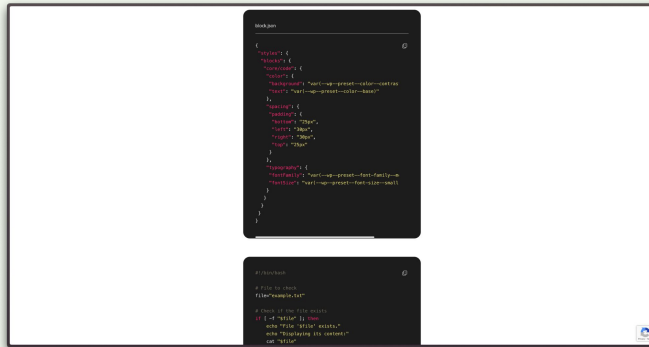 block.json
{
"styles": {
"blocks": {
"core/code": {
"color": {
"background": "var(--wp--preset--color--contras
"text": "var(--wp--preset--color--base)"
},
"spacing": {
"padding": {
"bottom": "25px",
"left": "30px",
"right": "30px",
"top": "25px"
}
},
"typography": {
"fontFamily": "var(--wp--preset--font-family--m
"fontSize": "var(--wp--preset--font-size--small
}
}
}
}
}
#!/bin/bash
# File to check
file="example.txt"
# Check if the file exists
if [ -f "$file" ]; then
echo "File '$file' exists."
echo "Displaying its content:"
cat "$file"